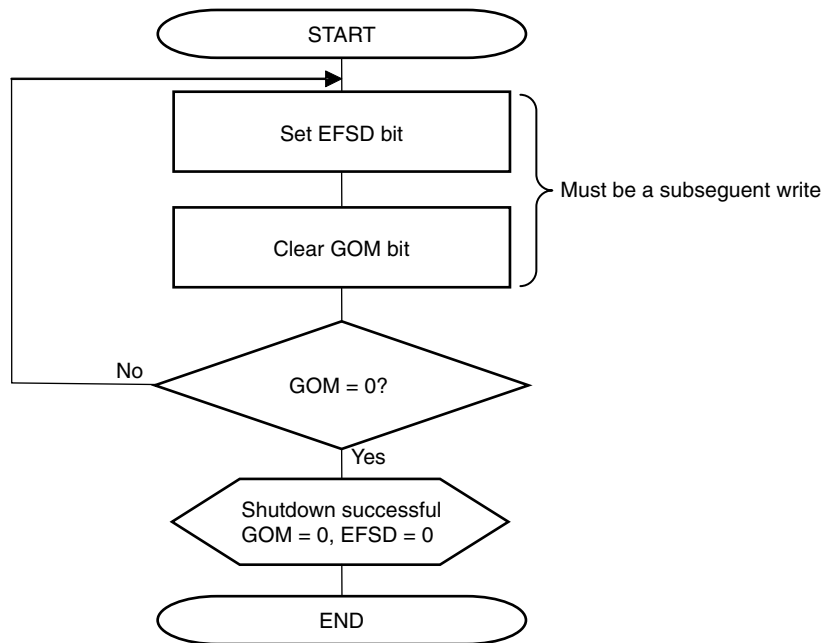 START
Set EFSD bit
Must be a subseguent write
Clear GOM bit
No
GOM = 0?
Yes
Shutdown successful
GOM = 0, EFSD = 0
END